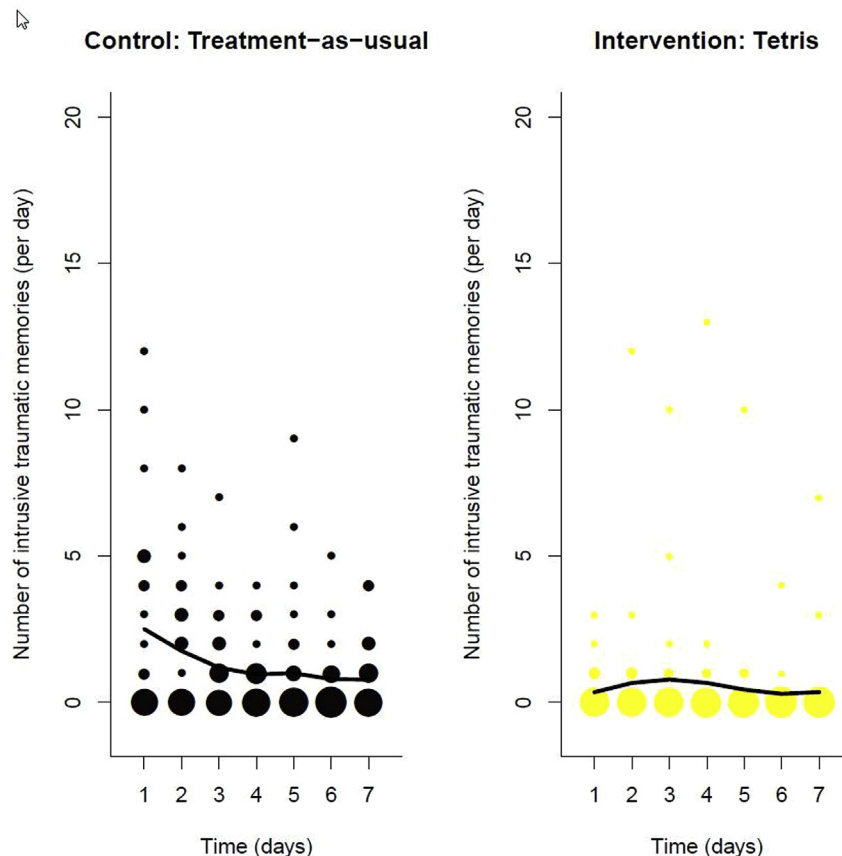 Control: Treatment−as−usual
Number of intrusive traumatic memories (per day)
20
15
10
5
0
1 2 3 4 5 6 7
Time (days)
Intervention: Tetris
Number of intrusive traumatic memories (per day)
20
15
10
5
0
1 2 3 4 5 6 7
Time (days)